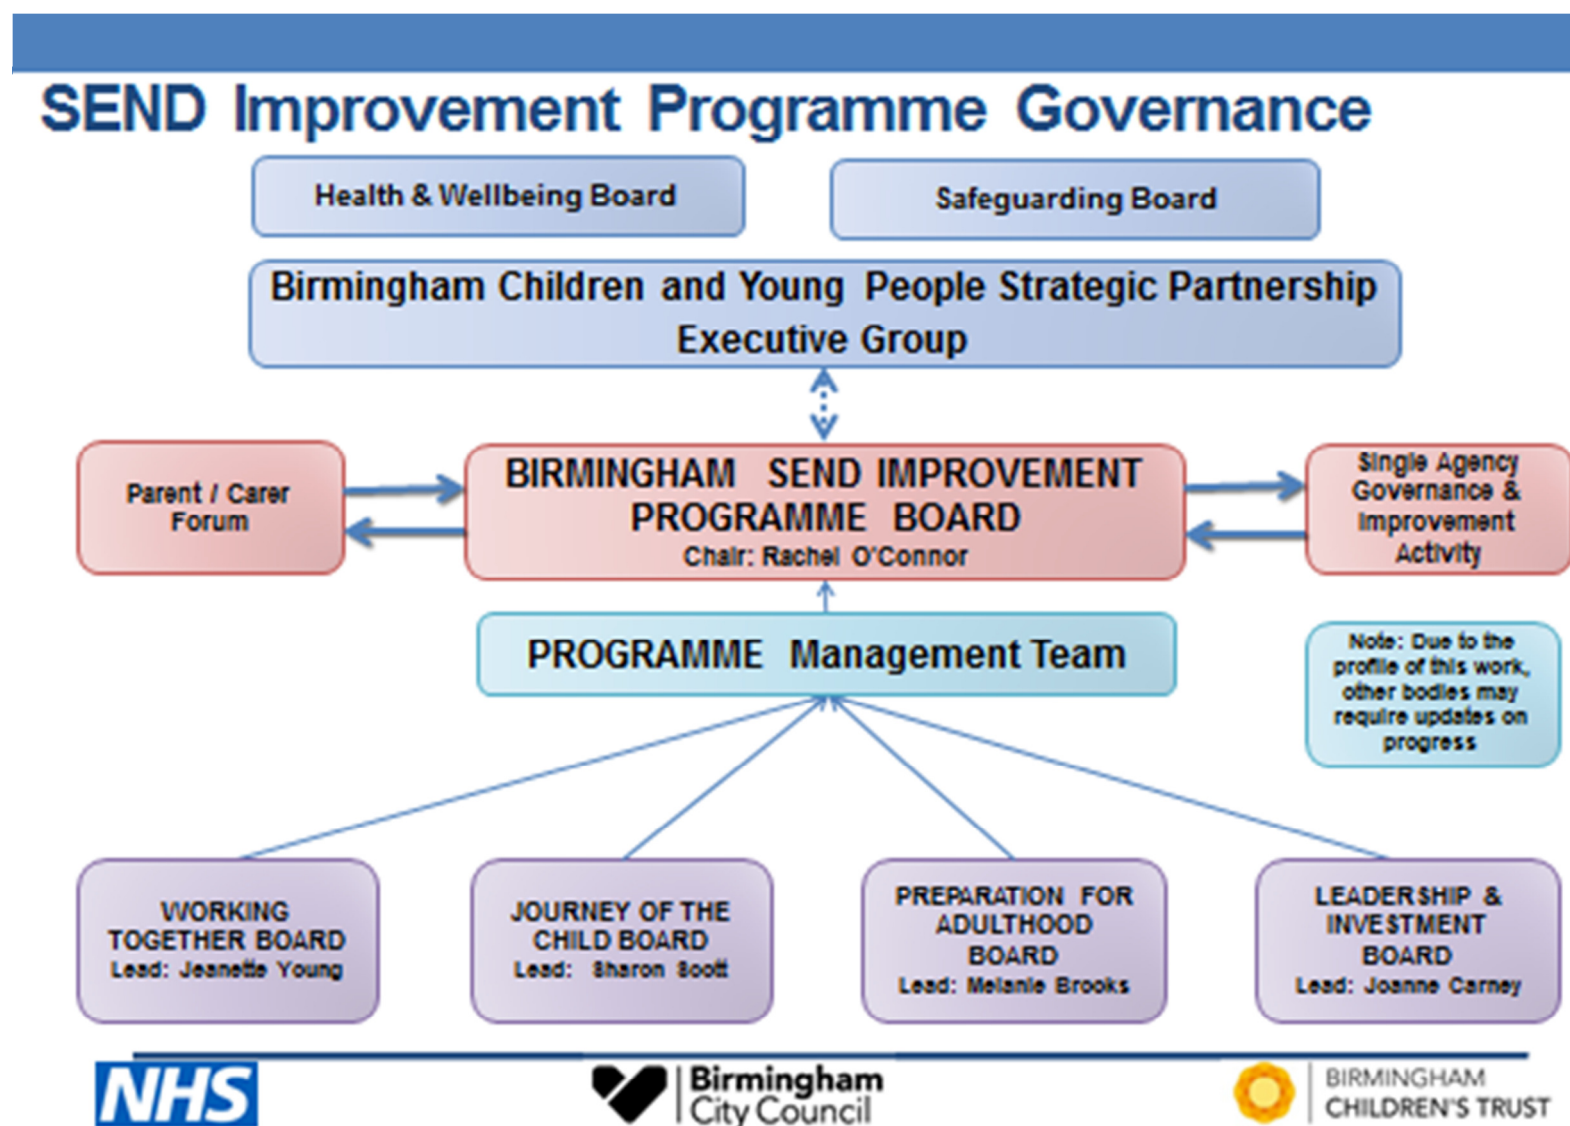 SEND Improvement Programme Governance
Health & Wellbeing Board
Safeguarding Board
Birmingham Children and Young People Strategic Partnership
Executive Group
Parent / Carer
Forum
BIRMINGHAM SEND IMPROVEMENT
PROGRAMME BOARD
Chair: Rachel O'Connor
Single Agency
Governance &
Improvement
Activity
PROGRAMME Management Team
Note: Due to the
profile of this work,
other bodies may
require updates on
progress
WORKING
TOGETHER BOARD
Lead: Jeanette Young
JOURNEY OF THE
CHILD BOARD
Lead: Sharon Scott
PREPARATION FOR
ADULTHOOD
BOARD
Lead: Melanie Brooks
LEADERSHIP &
INVESTMENT
BOARD
Lead: Joanne Carney
NHS
Birmingham
City Council
BIRMINGHAM
CHILDREN'S TRUST